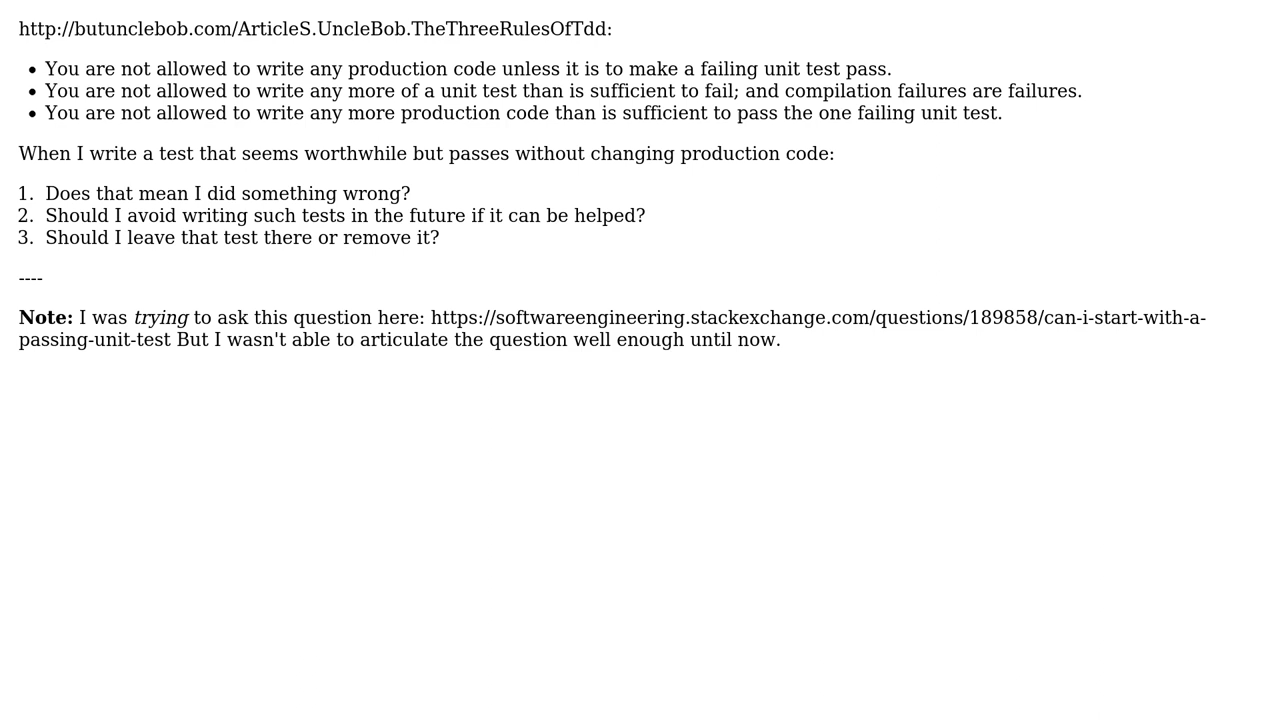 http://butunclebob.com/ArticleS.UncleBob.TheThreeRulesOfTdd:
• You are not allowed to write any production code unless it is to make a failing unit test pass.
• You are not allowed to write any more of a unit test than is sufficient to fail; and compilation failures are failures.
• You are not allowed to write any more production code than is sufficient to pass the one failing unit test.
When I write a test that seems worthwhile but passes without changing production code:
1. Does that mean I did something wrong?
2. Should I avoid writing such tests in the future if it can be helped?
3. Should I leave that test there or remove it?
----
Note: I was trying to ask this question here: https://softwareengineering.stackexchange.com/questions/189858/can-i-start-with-a-
passing-unit-test But I wasn't able to articulate the question well enough until now.